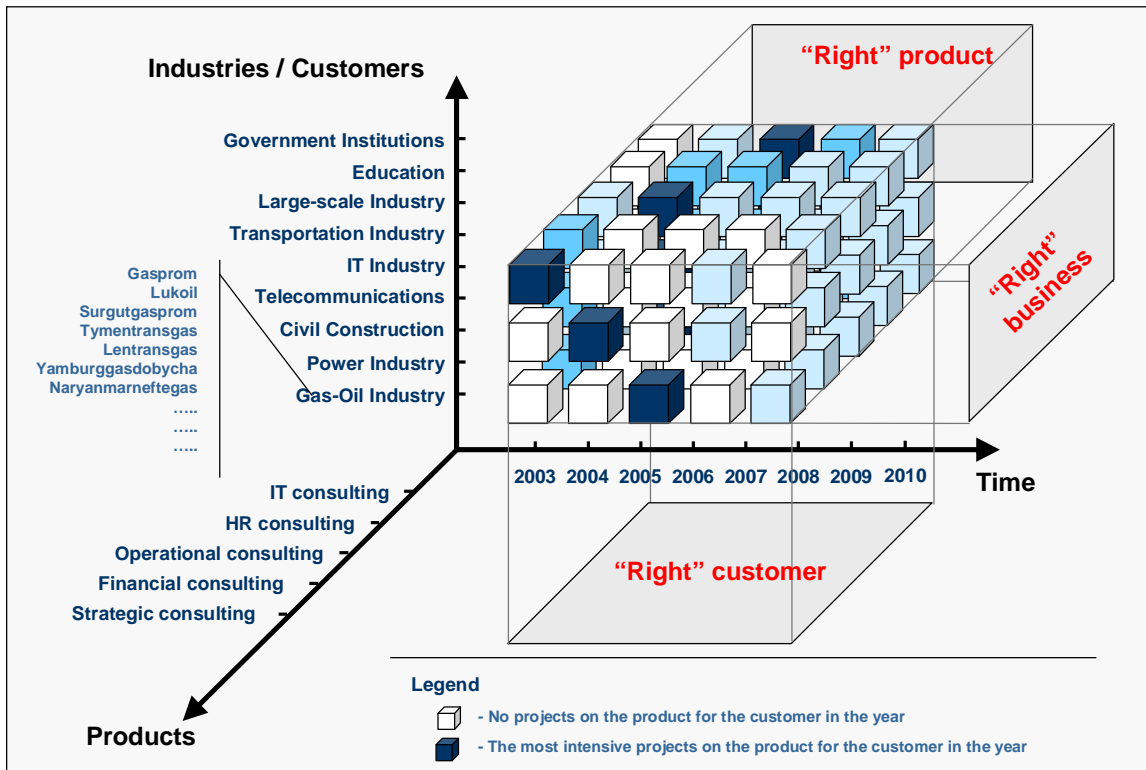 Industries / Customers
“Right” product
Government Institutions
Education
Large-scale Industry
Transportation Industry
IT Industry
Telecommunications
Civil Construction
Power Industry
Gas-Oil Industry
Gasprom
Lukoil
Surgutgasprom
Tymentransgas
Lentransgas
Yamburggasdobycha
Naryanmarneftegas
.....
.....
.....
“Right”
business
2003 2004 2005 2006 2007 2008 2009 2010
Time
IT consulting
HR consulting
Operational consulting
Financial consulting
Strategic consulting
Products
“Right” customer
Legend
- No projects on the product for the customer in the year
- The most intensive projects on the product for the customer in the year